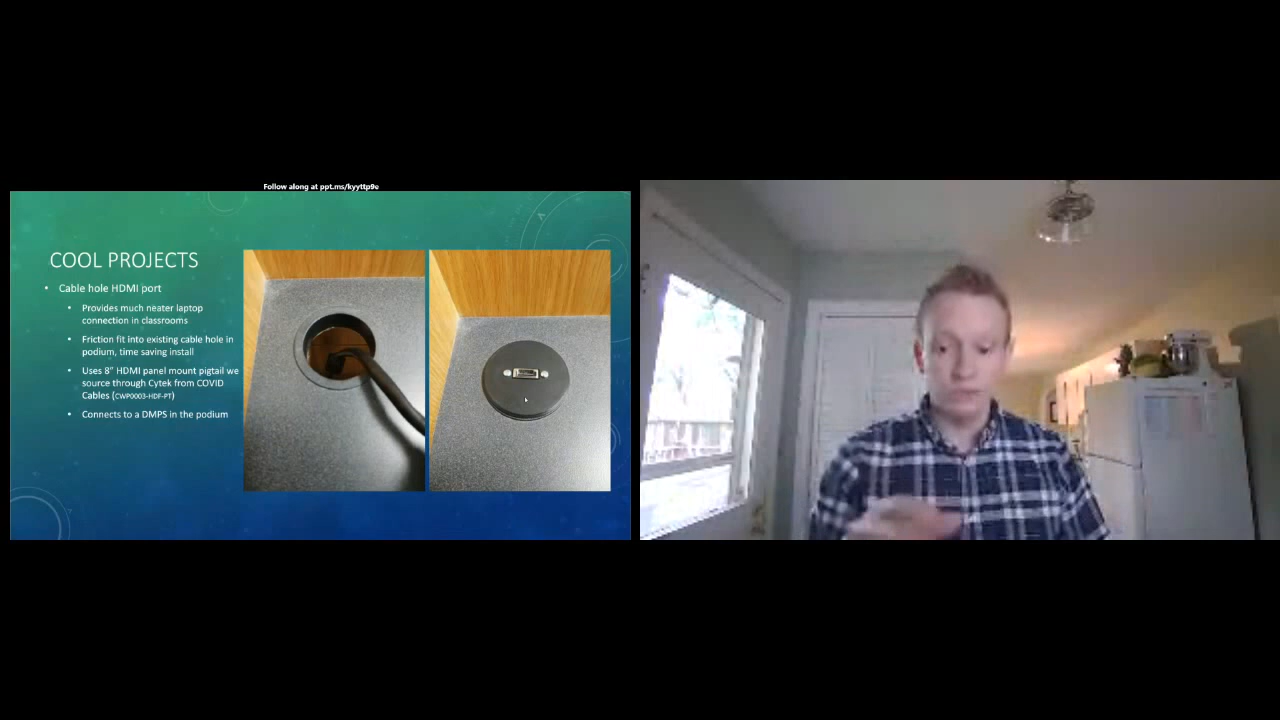 Follow along at ppt.ms/kyyttp9e
COOL PROJECTS
• Cable hole HDMI port
• Provides much neater laptop
connection in classrooms
• Friction fit into existing cable hole in
podium, time saving install
• Uses 8" HDMI panel mount pigtail we
source through Cytek from COVID
Cables (CWP0003-HDF-PT)
• Connects to a DMPS in the podium